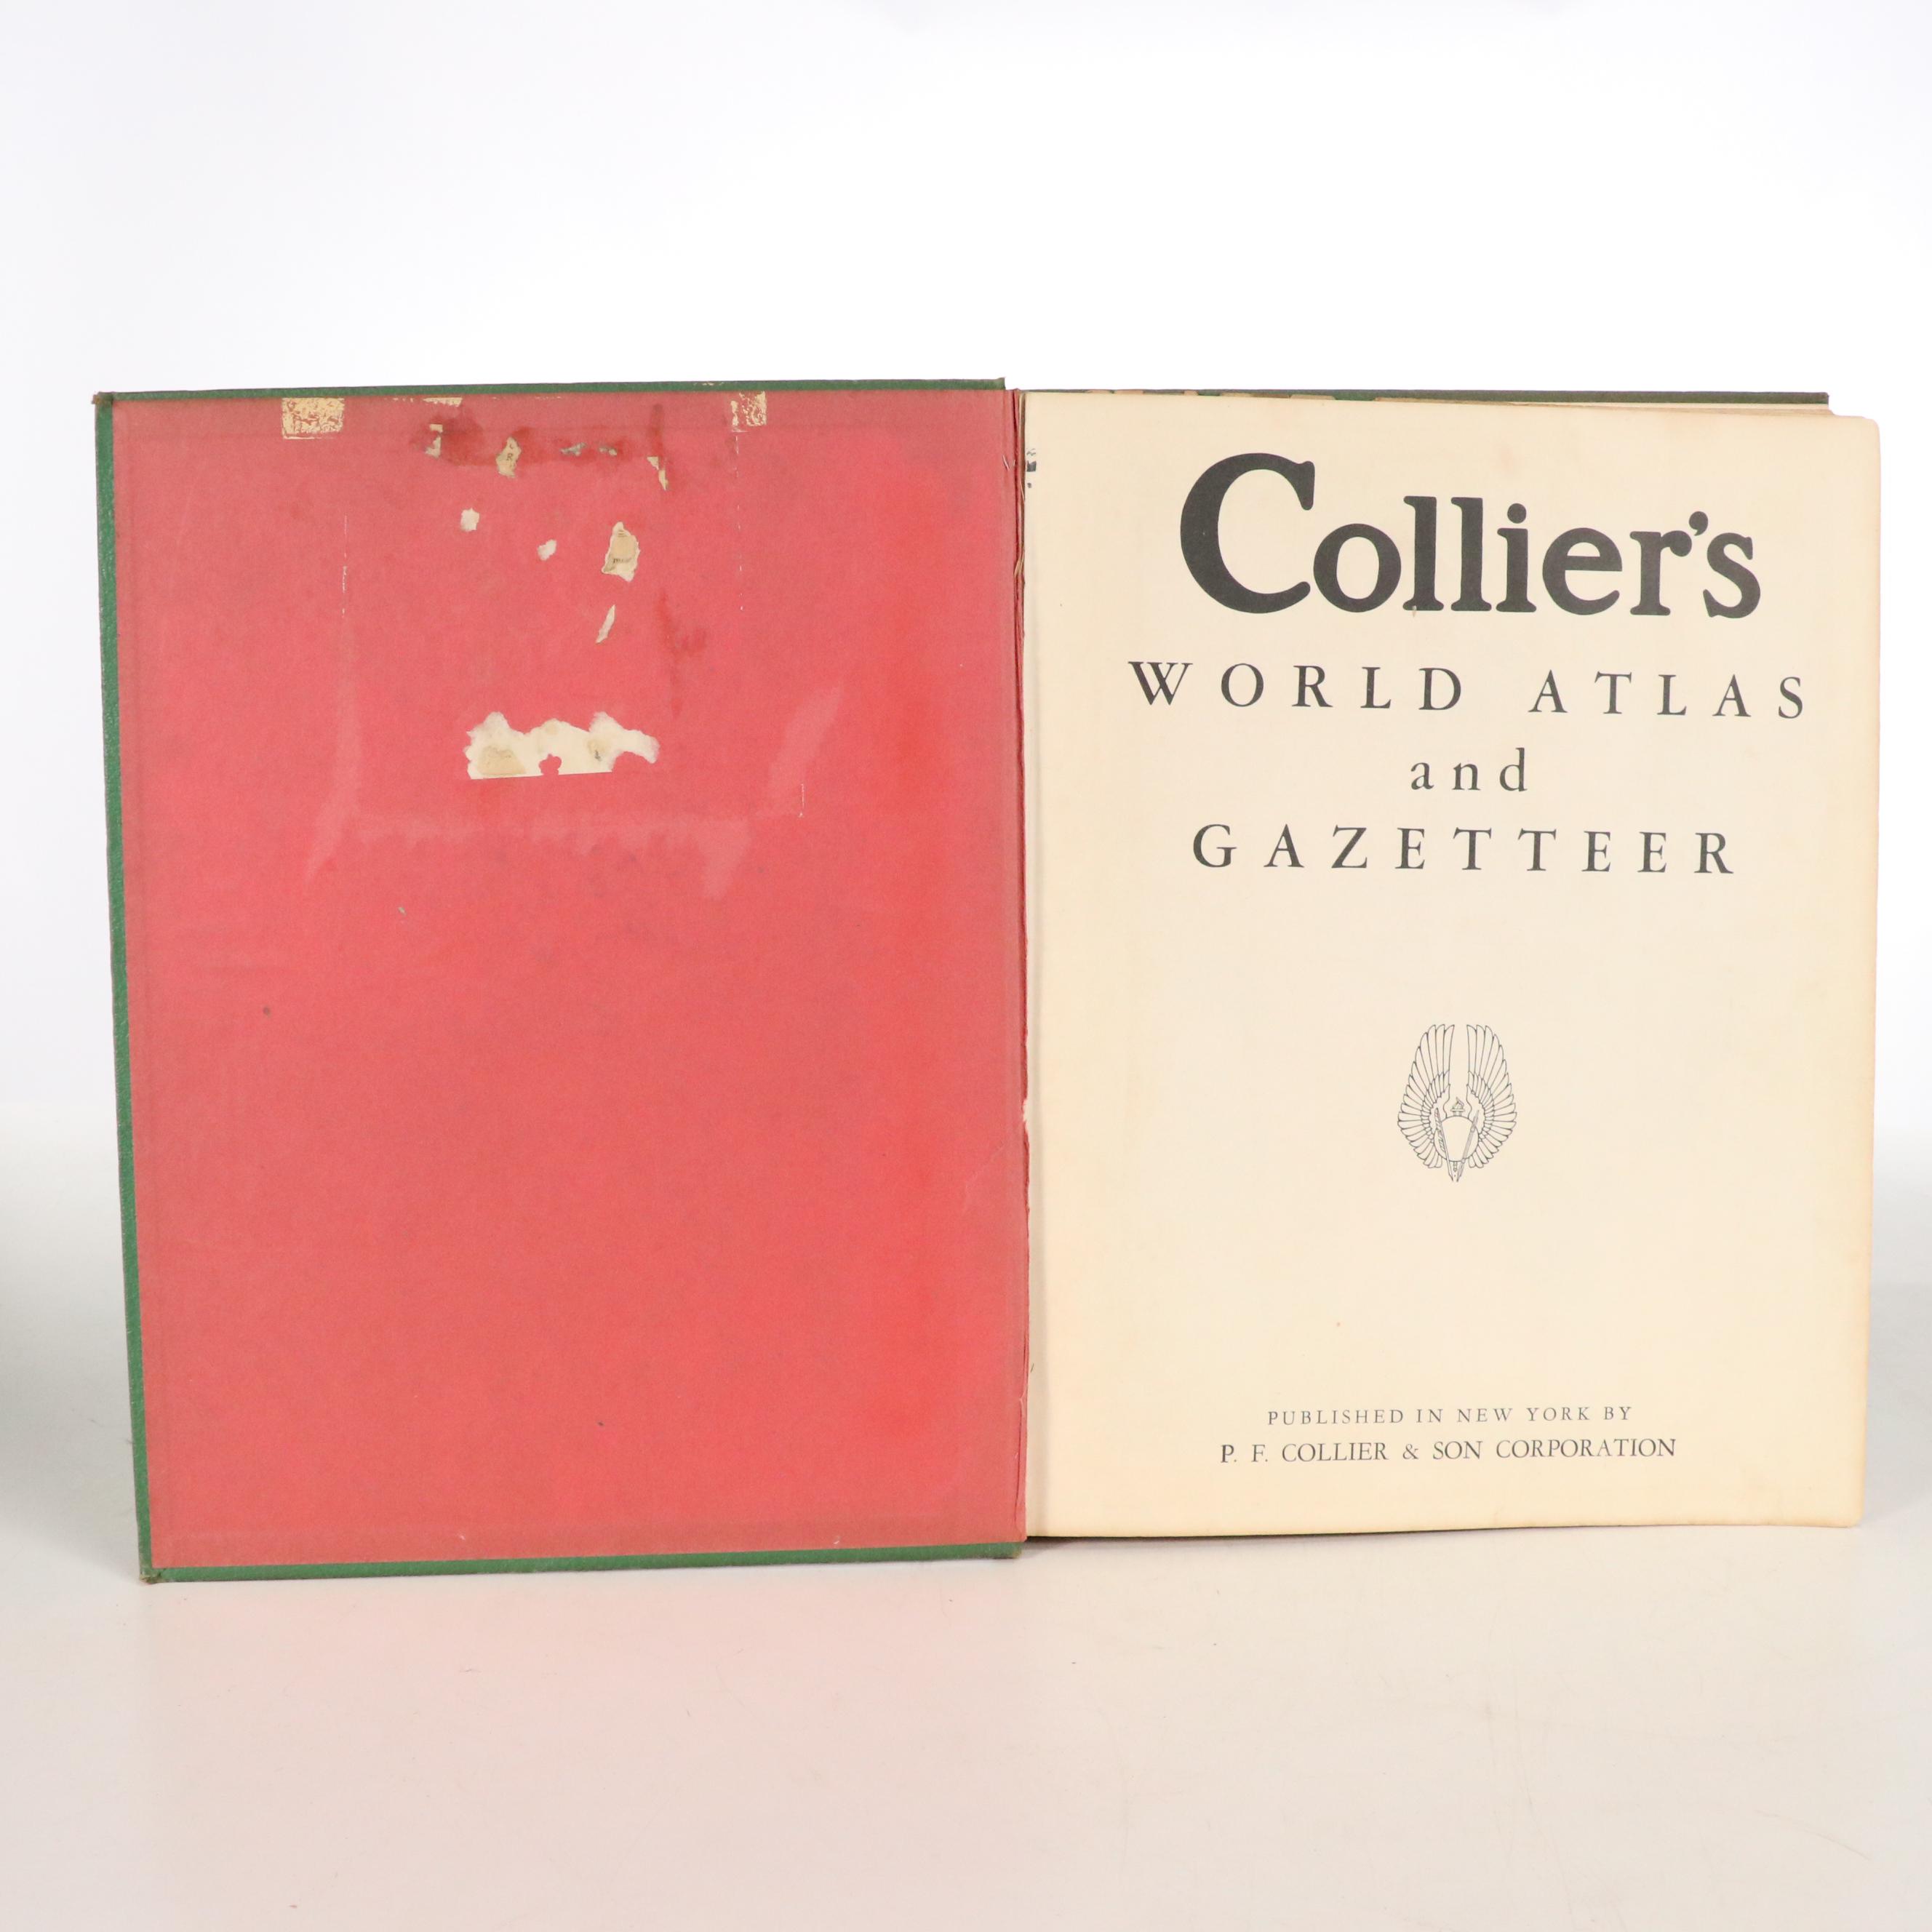 Collier's
WORLD ATLAS
and
GAZETTEER
PUBLISHED IN NEW YORK BY
P. F. COLLIER & SON CORPORATION